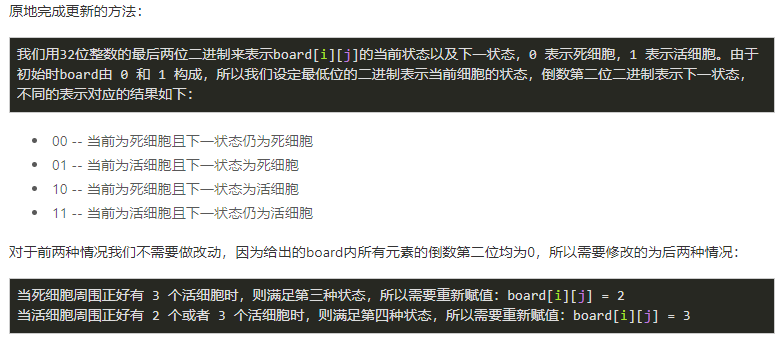 原地完成更新的方法：
我们用32位整数的最后两位二进制来表示board[i][j]的当前状态以及下一状态，0 表示死细胞，1 表示活细胞。由于
初始时board由 0 和 1 构成，所以我们设定最低位的二进制表示当前细胞的状态，倒数第二位二进制表示下一状态，
不同的表示对应的结果如下：
• 00 -- 当前为死细胞且下一状态仍为死细胞
• 01 -- 当前为活细胞且下一状态为死细胞
• 10 -- 当前为死细胞且下一状态为活细胞
• 11 -- 当前为活细胞且下一状态仍为活细胞
对于前两种情况我们不需要做改动，因为给出的board内所有元素的倒数第二位均为0，所以需要修改的为后两种情况：
当死细胞周围正好有 3 个活细胞时，则满足第三种状态，所以需要重新赋值：board[i][j] = 2
当活细胞周围正好有 2 个或者 3 个活细胞时，则满足第四种状态，所以需要重新赋值：board[i][j] = 3